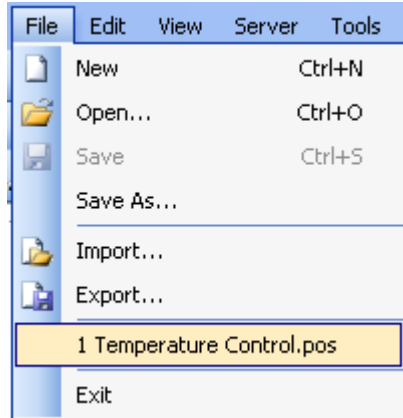 File Edit View Server Tools
New Ctrl+N
Open... Ctrl+O
Save Ctrl+S
Save As...
Import...
Export...
1 Temperature Control.pos
Exit